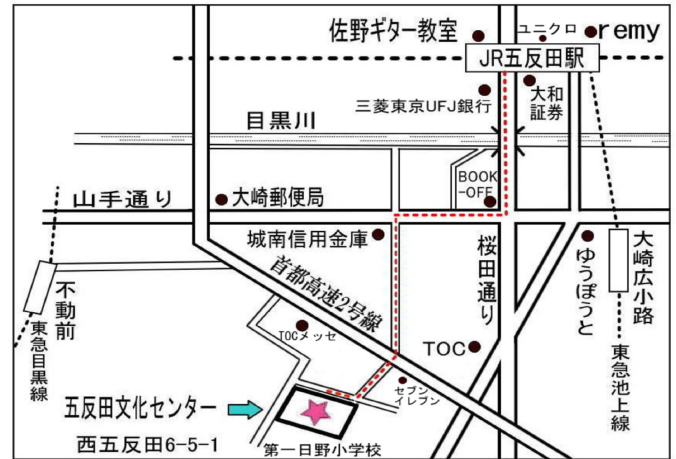 佐野ギター教室
ユニクロ
remy
JR五反田駅
三菱東京UFJ銀行
大和
証券
目黒川
BOOK
-OFF
山手通り
大崎郵便局
城南信用金庫
桜田通り
ゆうぽうと
大崎広小路
首都高速2号線
不動前
東急目黒線
TOCメッセ
TOC
東急池上線
セブン
イレブン
五反田文化センター
西五反田6-5-1
第一日野小学校